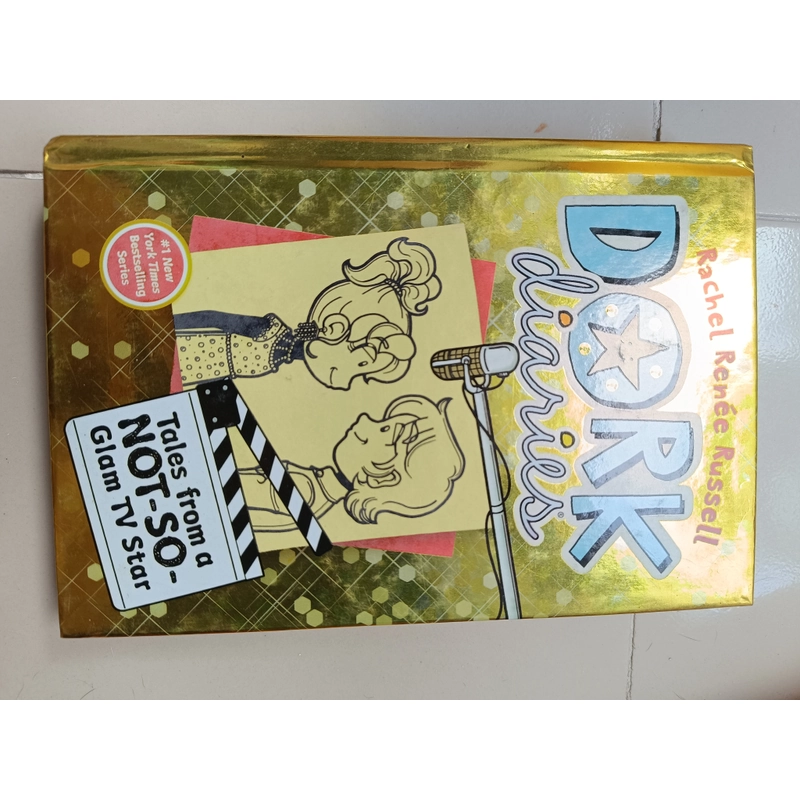 Rachel Renée Russell
DORK
diaries®
#1 New
York Times
Bestselling
Series
Tales from a
NOT-SO-
Glam TV Star